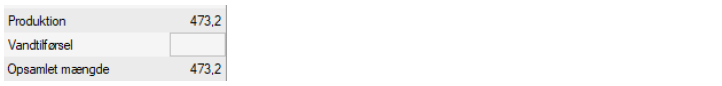 Produktion 473,2
Vandtilførsel
Opsamlet mængde 473,2